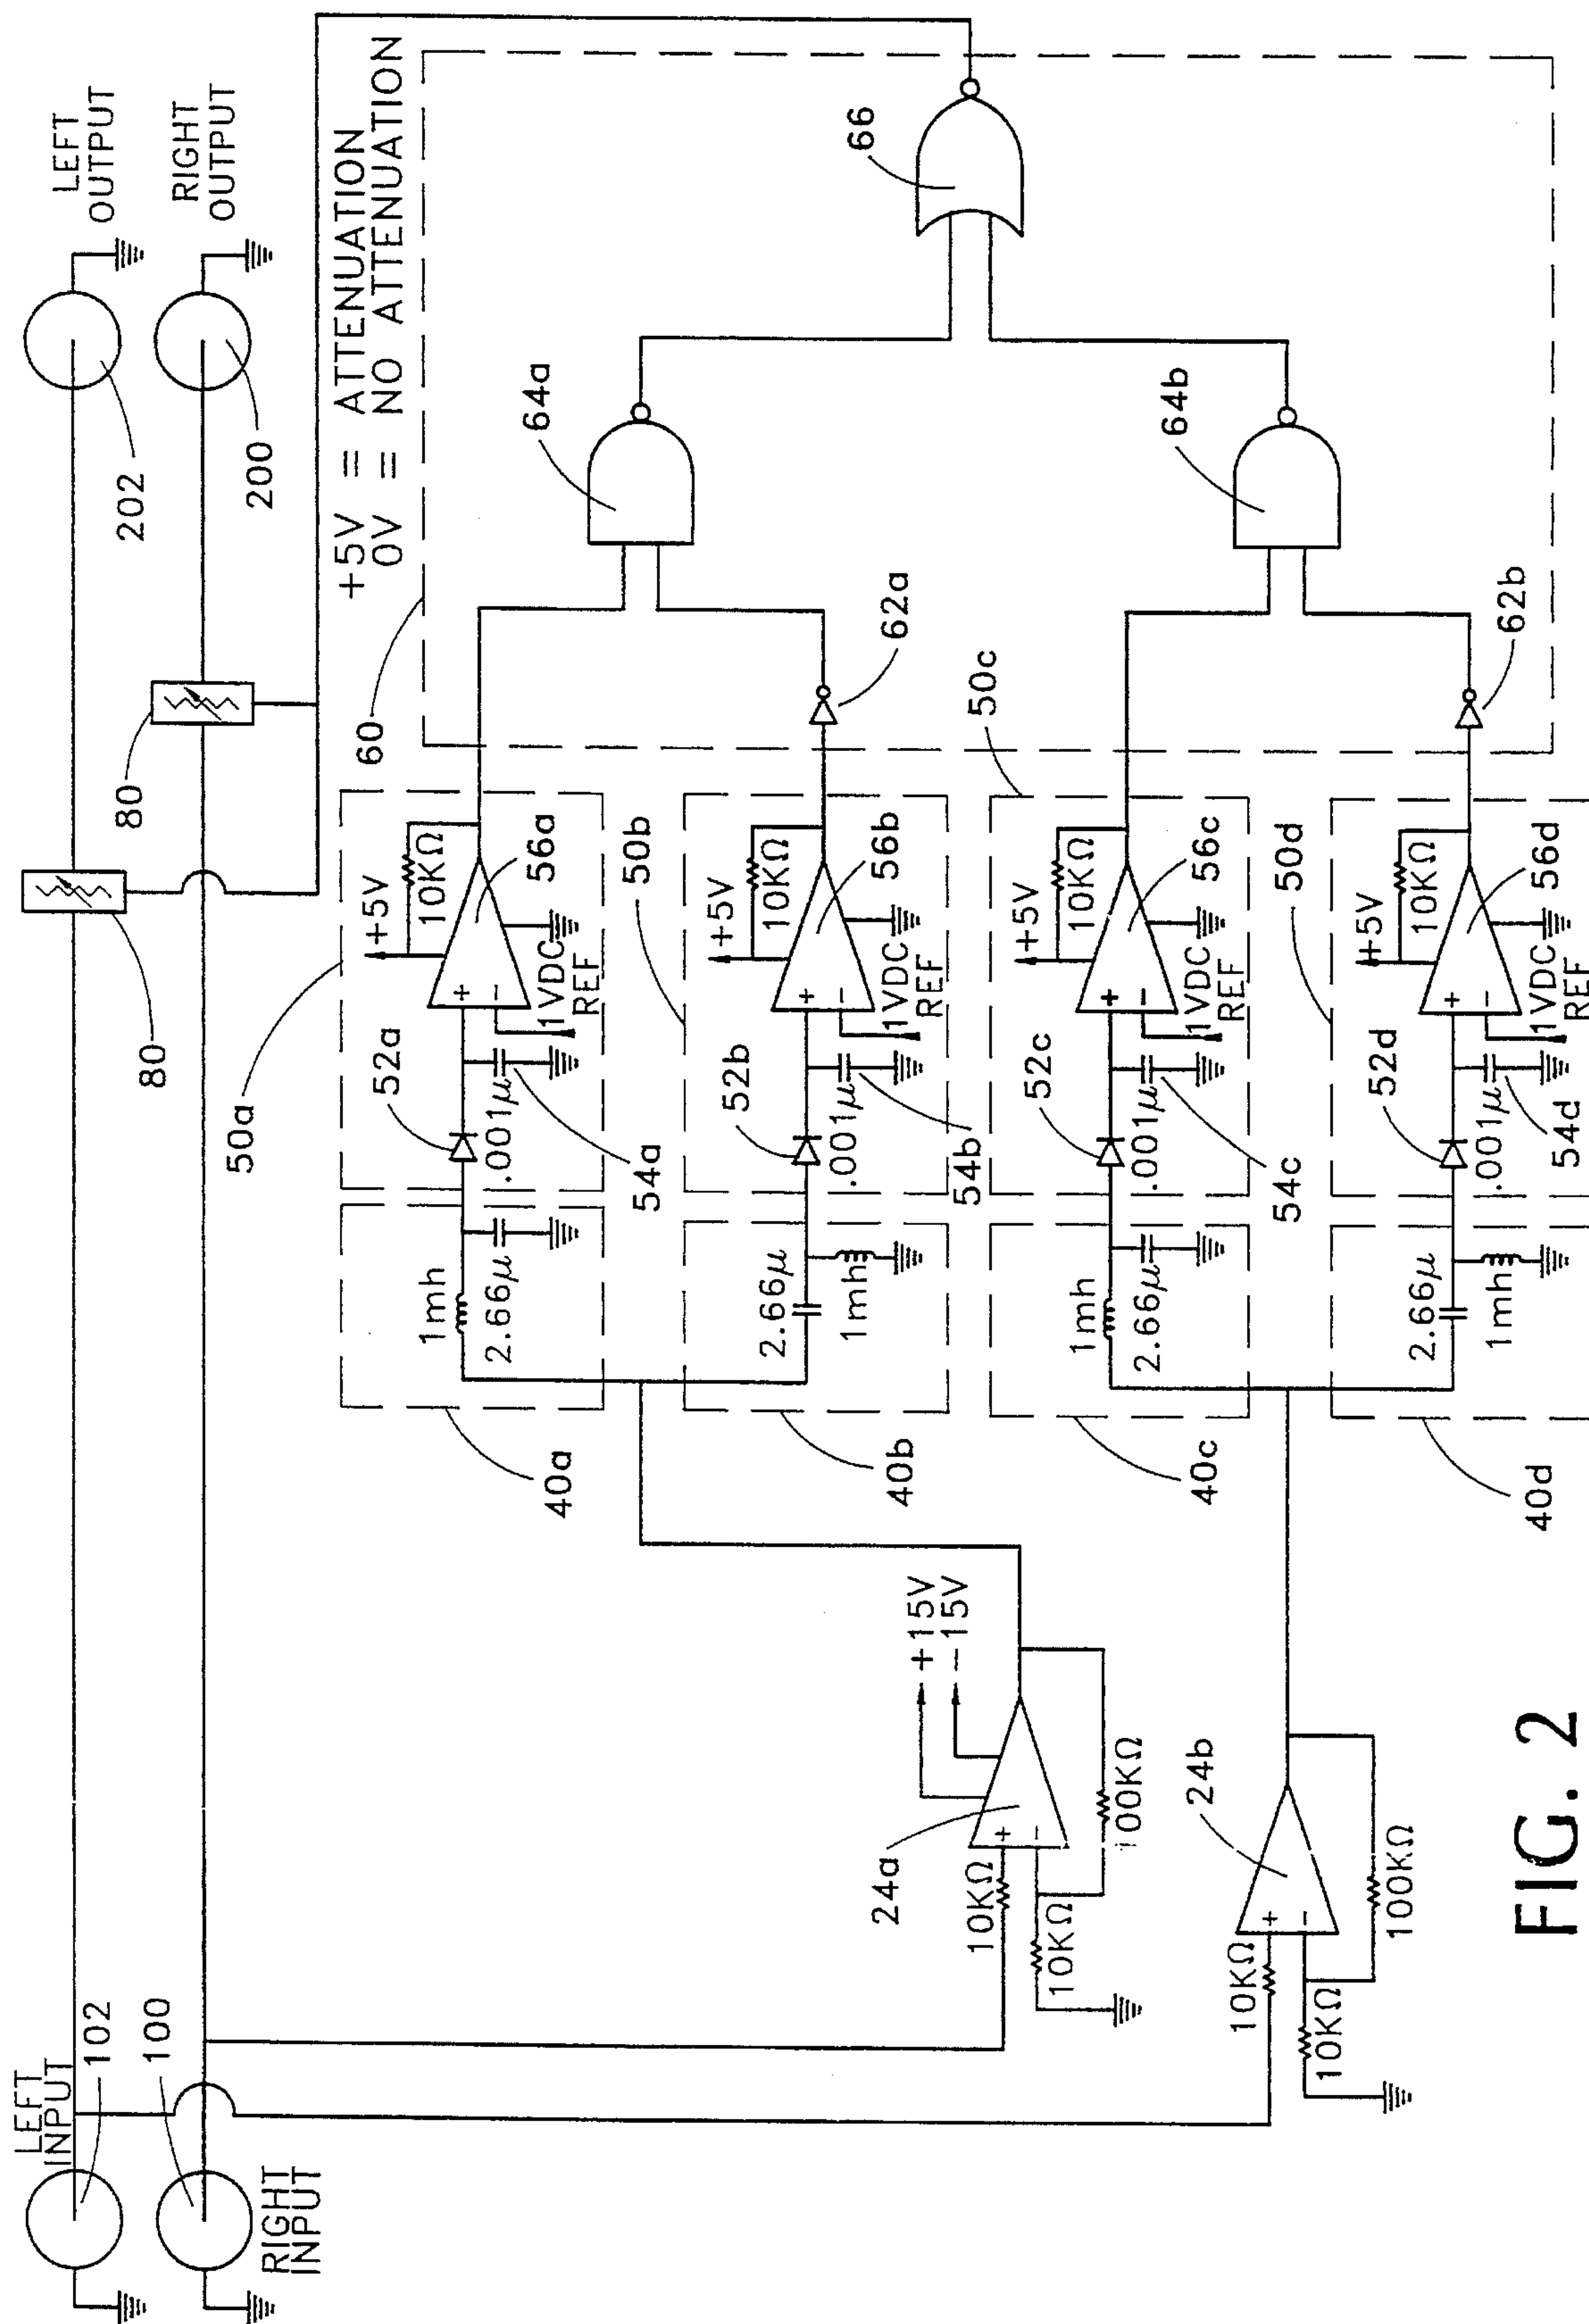 LEFT
INPUT
102
100
RIGHT
INPUT
80
80
LEFT
OUTPUT
202
RIGHT
OUTPUT
200
+5V = ATTENUATION
0V = NO ATTENUATION
24a
10KΩ
10KΩ
100KΩ
+15V
-15V
24b
10KΩ
10KΩ
100KΩ
40a
1mh
2.66μ
50a
52a
.001μ
54a
+5V
10KΩ
+
-
1VDC
REF
56a
40b
2.66μ
1mh
50b
52b
.001μ
54b
+5V
10KΩ
+
-
1VDC
REF
56b
40c
1mh
2.66μ
50c
52c
.001μ
54c
+5V
10KΩ
+
-
1VDC
REF
56c
40d
2.66μ
1mh
50d
52d
.001μ
54d
+5V
10KΩ
+
-
1VDC
REF
56d
60
62a
62b
64a
64b
66
FIG. 2